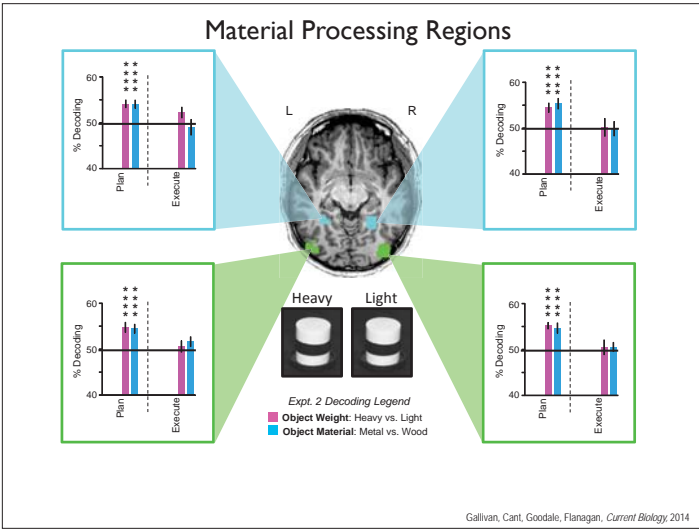 Material Processing Regions
****
****
60
50
40
% Decoding
Plan
Execute
L
R
****
****
60
50
40
% Decoding
Plan
Execute
****
****
60
50
40
% Decoding
Plan
Execute
Heavy
Light
****
****
60
50
40
% Decoding
Plan
Execute
Expt. 2 Decoding Legend
Object Weight: Heavy vs. Light
Object Material: Metal vs. Wood
Gallivan, Cant, Goodale, Flanagan, Current Biology, 2014